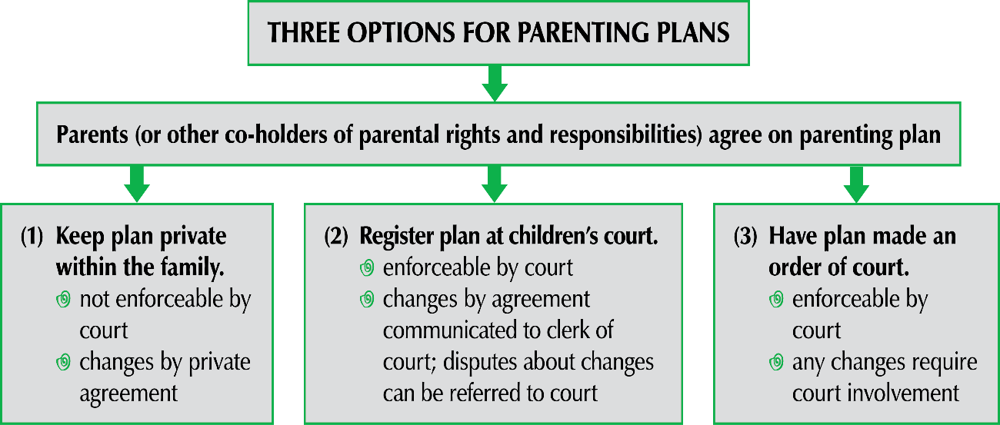 THREE OPTIONS FOR PARENTING PLANS
Parents (or other co-holders of parental rights and responsibilities) agree on parenting plan
(1) Keep plan private
within the family.
not enforceable by
court
changes by private
agreement
(2) Register plan at children’s court.
enforceable by court
changes by agreement
communicated to clerk of
court; disputes about changes
can be referred to court
(3) Have plan made an
order of court.
enforceable by
court
any changes require
court involvement